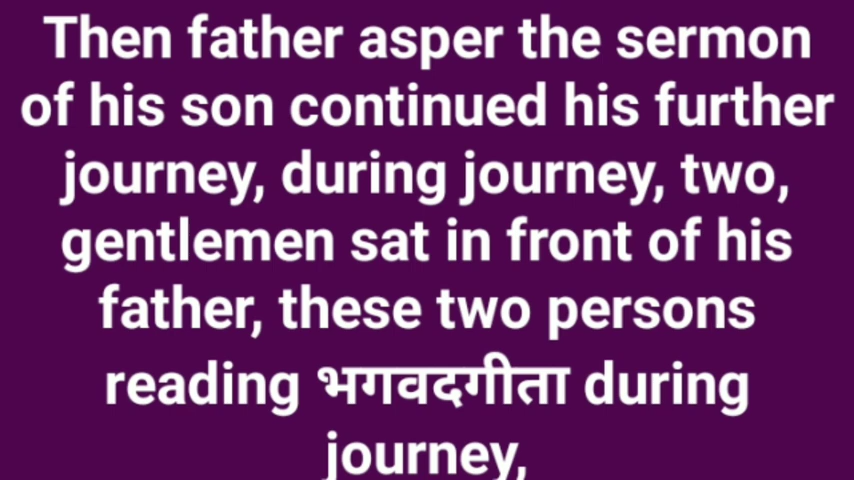 Then father asper the sermon
of his son continued his further
journey, during journey, two,
gentlemen sat in front of his
father, these two persons
reading भगवदगीता during
journey,